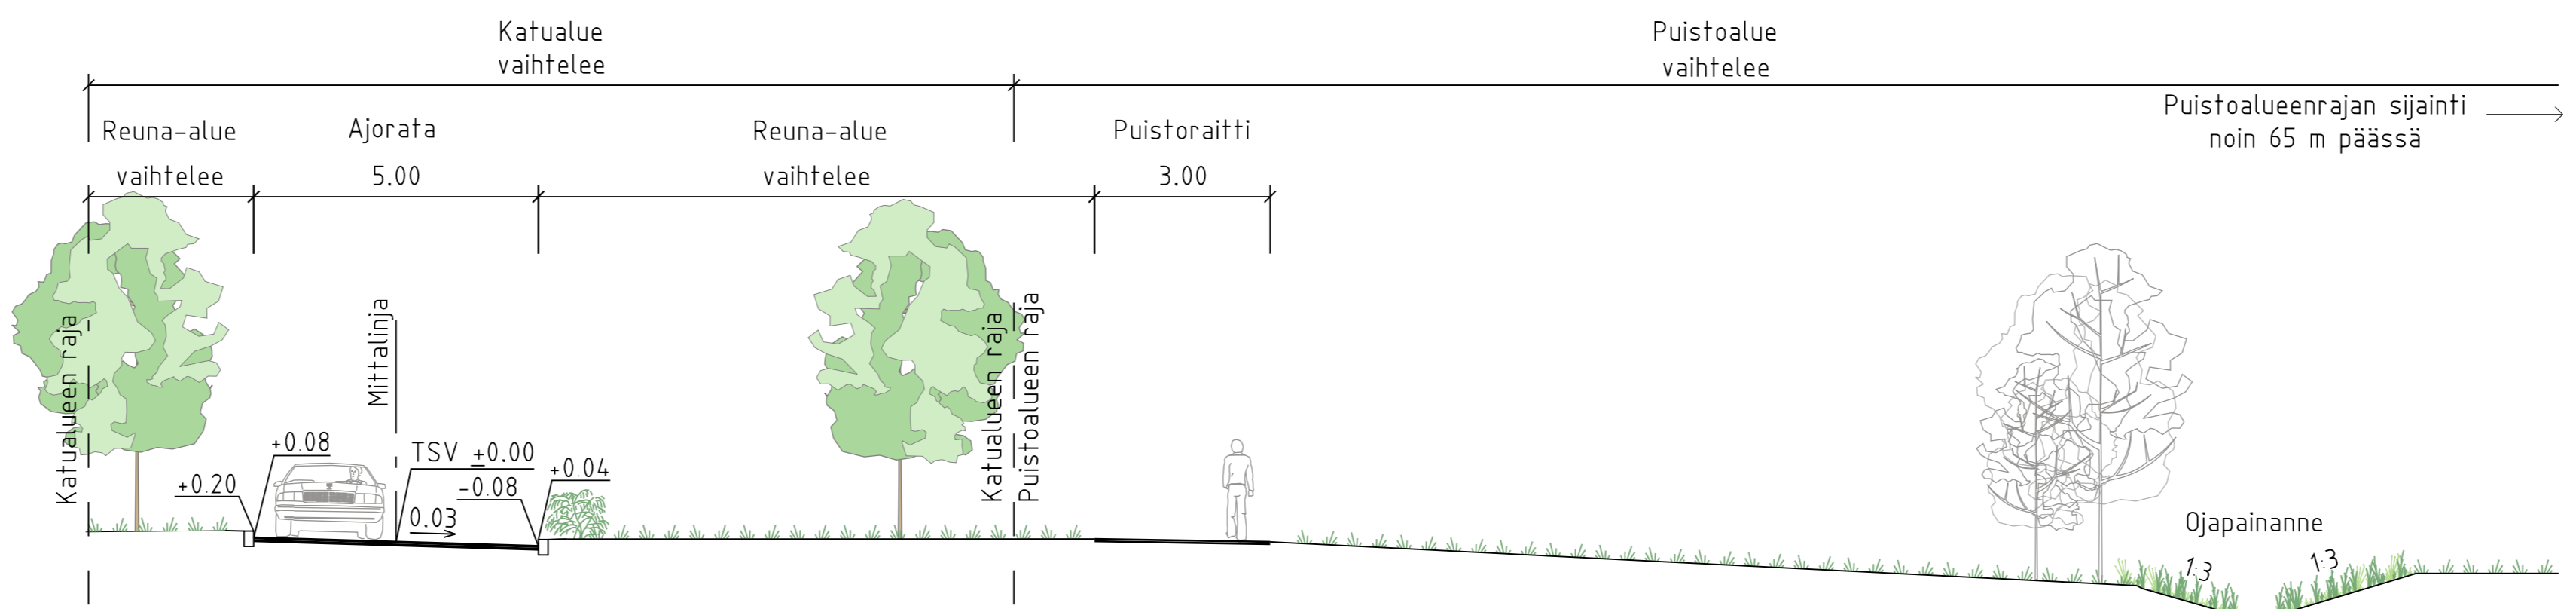 Katualue
vaihtelee
Puistoalue
vaihtelee
Puistoalueenrajan sijainti
noin 65 m päässä
Reuna-alue
vaihtelee
Ajorata
5.00
Reuna-alue
vaihtelee
Puistoraitti
3.00
Katualueen raja
Mittalinja
Katualueen raja
Puistoalueen raja
+0.20
+0.08
TSV ±0.00
-0.08
0.03
+0.04
Ojapainanne
1:3
1:3